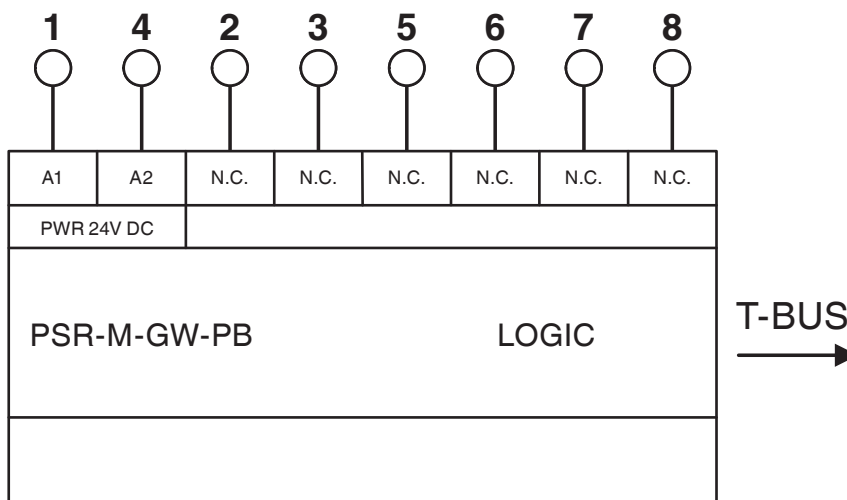 1 4 2 3 5 6 7 8
A1 A2 N.C. N.C. N.C. N.C. N.C. N.C.
PWR 24V DC
T-BUS
PSR-M-GW-PB LOGIC